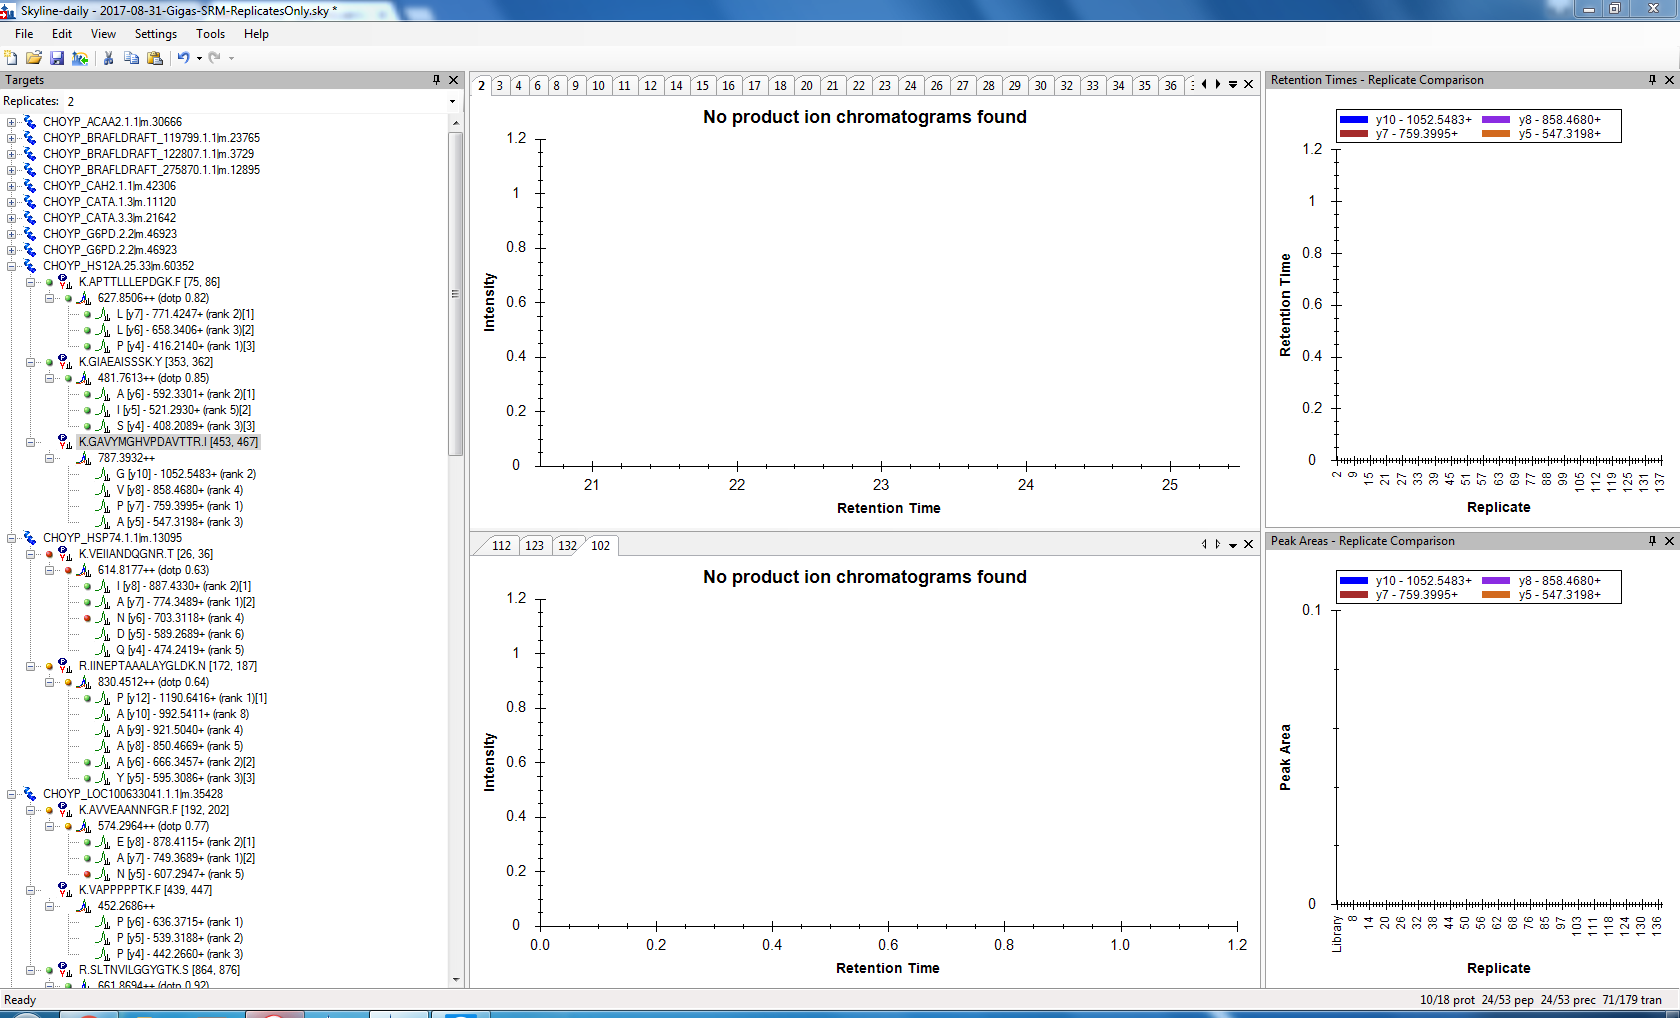 Skyline-daily - 2017-08-31-Gigas-SRM-ReplicatesOnly.sky *
File Edit View Settings Tools Help
Targets
Replicates: 2
CHOYP_ACAA2.1.1|m.30666
CHOYP_BRAFLDRAFT_119799.1.1|m.23765
CHOYP_BRAFLDRAFT_122807.1.1|m.3729
CHOYP_BRAFLDRAFT_275870.1.1|m.12895
CHOYP_CAH2.1.1|m.42306
CHOYP_CATA.1.3|m.11120
CHOYP_CATA.3.3|m.21642
CHOYP_G6PD.2.2|m.46923
CHOYP_G6PD.2.2|m.46923
CHOYP_HS12A.25.33|m.60352
K.APTTLLLEPDGK.F [75, 86]
627.8506++ (dotp 0.82)
L [y7] - 771.4247+ (rank 2)[1]
L [y6] - 658.3406+ (rank 3)[2]
P [y4] - 416.2140+ (rank 1)[3]
K.GIAEAISSSK.Y [353, 362]
481.7613++ (dotp 0.85)
A [y6] - 592.3301+ (rank 2)[1]
I [y5] - 521.2930+ (rank 5)[2]
S [y4] - 408.2089+ (rank 3)[3]
K.GAVYMGHVPDAVTTR.I [453, 467]
787.3932++
G [y10] - 1052.5483+ (rank 2)
V [y8] - 858.4680+ (rank 4)
P [y7] - 759.3995+ (rank 1)
A [y5] - 547.3198+ (rank 3)
CHOYP_HSP74.1.1|m.13095
K.VEIIANDQGNR.T [26, 36]
614.8177++ (dotp 0.63)
I [y8] - 887.4330+ (rank 2)[1]
A [y7] - 774.3489+ (rank 1)[2]
N [y6] - 703.3118+ (rank 4)
D [y5] - 589.2689+ (rank 6)
Q [y4] - 474.2419+ (rank 5)
R.IINEPTAAALAYGLDK.N [172, 187]
830.4512++ (dotp 0.64)
P [y12] - 1190.6416+ (rank 1)[1]
A [y10] - 992.5411+ (rank 8)
A [y9] - 921.5040+ (rank 4)
A [y8] - 850.4669+ (rank 5)
A [y6] - 666.3457+ (rank 2)[2]
Y [y5] - 595.3086+ (rank 3)[3]
CHOYP_LOC100633041.1.1|m.35428
K.AVVEAANNFGR.F [192, 202]
574.2964++ (dotp 0.77)
E [y8] - 878.4115+ (rank 2)[1]
A [y7] - 749.3689+ (rank 1)[2]
N [y5] - 607.2947+ (rank 5)
K.VAPPPPPTK.F [439, 447]
452.2686++
P [y6] - 636.3715+ (rank 1)
P [y5] - 539.3188+ (rank 2)
P [y4] - 442.2660+ (rank 3)
R.SLTNVILGGYGTK.S [864, 876]
661.8694++ (dotp 0.92)
2 3 4 6 8 9 10 11 12 14 15 16 17 18 20 21 22 23 24 26 27 28 29 30 32 33 34 35 36
No product ion chromatograms found
1.2
1
0.8
0.6
0.4
0.2
0
Intensity
21 22 23 24 25
Retention Time
112 123 132 102
No product ion chromatograms found
1.2
1
0.8
0.6
0.4
0.2
0
Intensity
0.0 0.2 0.4 0.6 0.8 1.0 1.2
Retention Time
Retention Times - Replicate Comparison
y10 - 1052.5483+ y8 - 858.4680+
y7 - 759.3995+ y5 - 547.3198+
1.2
1
0.8
0.6
0.4
0.2
0
Retention Time
2 9 15 21 27 33 39 45 51 57 63 69 77 88 99 105 112 119 125 131 137
Replicate
Peak Areas - Replicate Comparison
y10 - 1052.5483+ y8 - 858.4680+
y7 - 759.3995+ y5 - 547.3198+
0.1
0
Peak Area
Library 8 14 20 26 32 38 44 50 56 62 68 76 85 97 103 111 118 124 130 136
Replicate
Ready
10/18 prot 24/53 pep 24/53 prec 71/179 tran